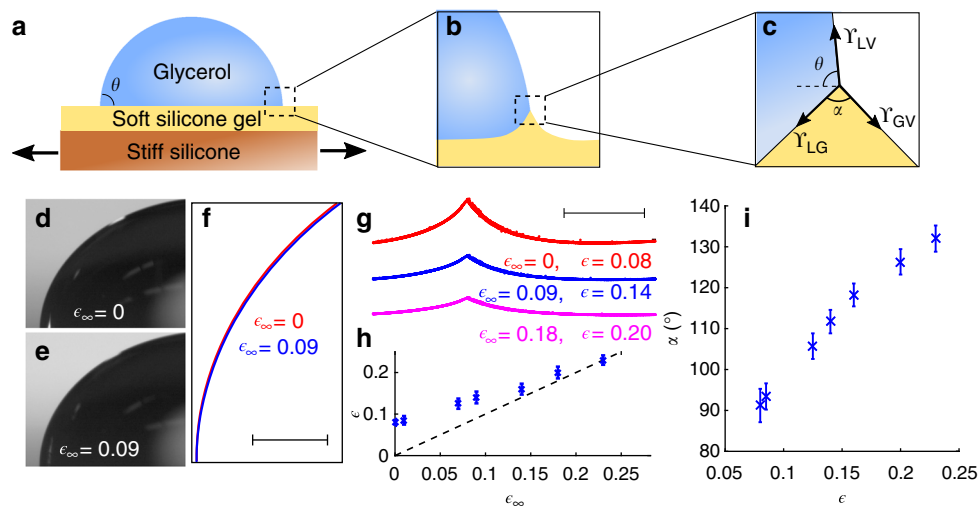 a
θ
Glycerol
Soft silicone gel
Stiff silicone
b
c
ϒLV
θ
α
ϒLG
ϒGV
d
ϵ∞ = 0
e
ϵ∞ = 0.09
f
ϵ∞ = 0
ϵ∞ = 0.09
g
ϵ∞ = 0, ϵ = 0.08
ϵ∞ = 0.09, ϵ = 0.14
ϵ∞ = 0.18, ϵ = 0.20
h
0.2
0.1
0
ϵ
0 0.05 0.1 0.15 0.2 0.25
ϵ∞
i
140
130
120
110
100
90
80
α (°)
0.05 0.1 0.15 0.2 0.25
ϵ